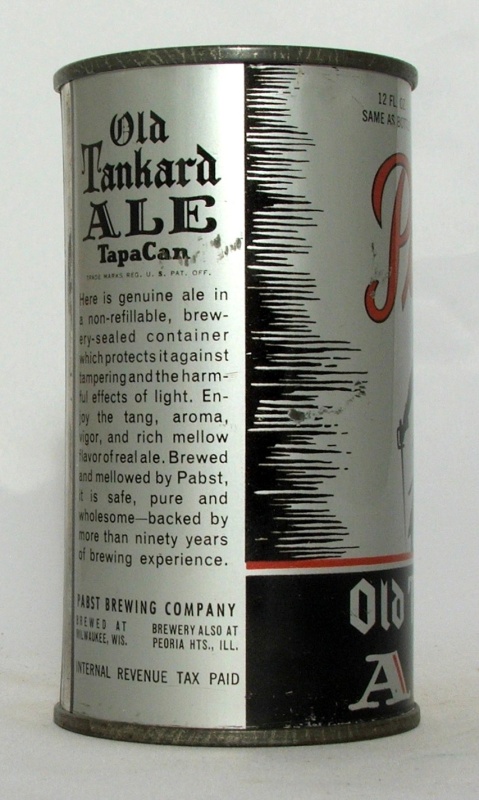 Old
Tankard
ALE
TapaCan
TRADE MARKS REG. U. S. PAT. OFF.
Here is genuine ale in
a non-refillable, brew-
ery-sealed container
which protects it against
tampering and the harm-
ful effects of light. En-
joy the tang, aroma,
vigor, and rich mellow
flavor of real ale. Brewed
and mellowed by Pabst,
it is safe, pure and
wholesome—backed by
more than ninety years
of brewing experience.
PABST BREWING COMPANY
BREWED AT
MILWAUKEE, WIS.
BREWERY ALSO AT
PEORIA HTS., ILL.
INTERNAL REVENUE TAX PAID
12 FL. OZ
SAME AS BOT
P
Old T
A